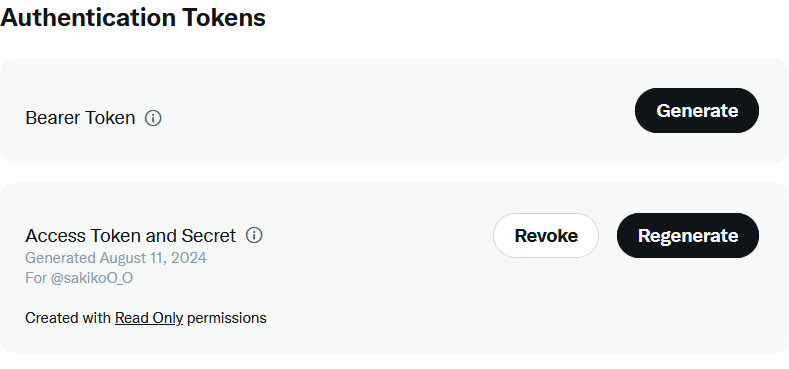 Authentication Tokens
Bearer Token
Generate
Access Token and Secret
Revoke
Regenerate
Generated August 11, 2024
For @sakikoO_O
Created with Read Only permissions